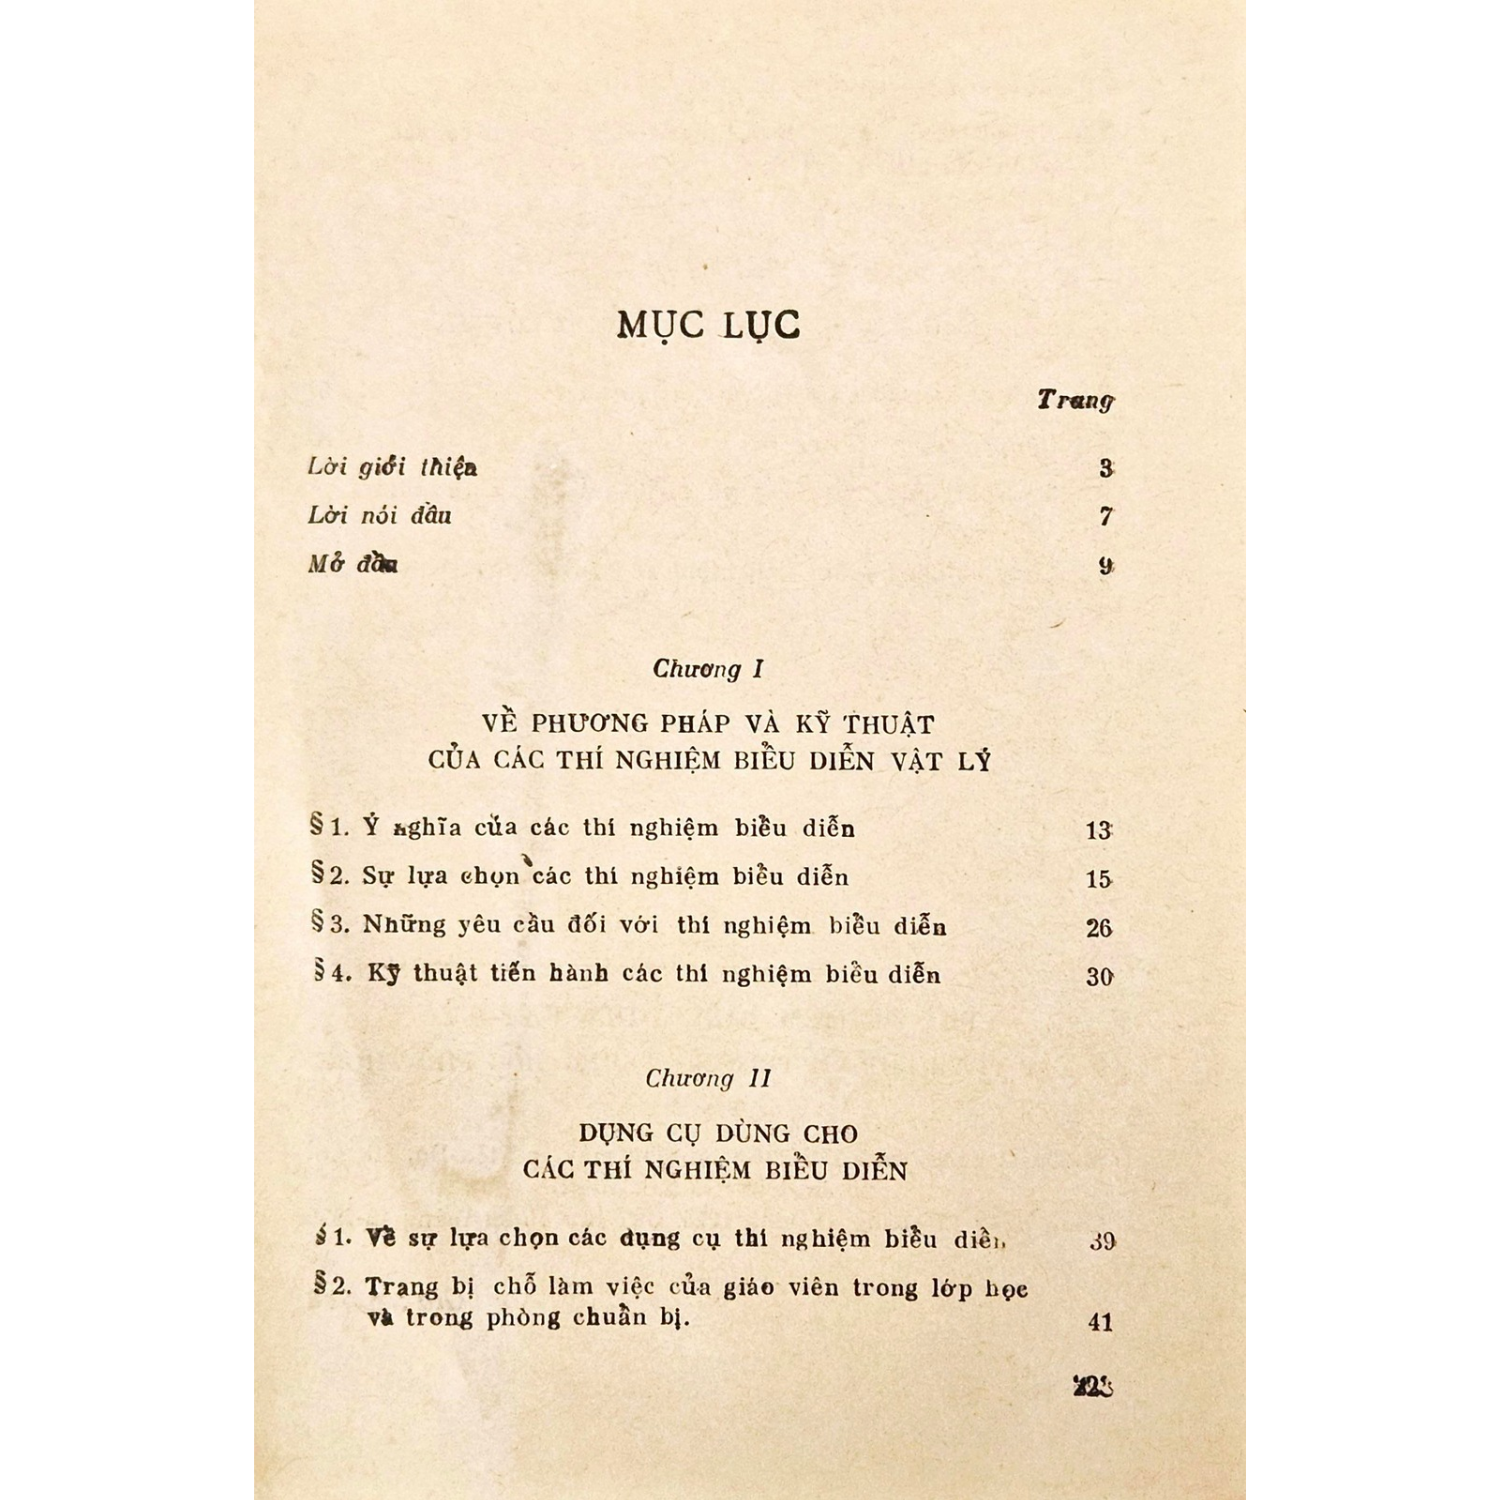 MỤC LỤC
Trang
Lời giới thiệu 3
Lời nói đầu 7
Mở đầu 9
Chương I
VỀ PHƯƠNG PHÁP VÀ KỸ THUẬT
CỦA CÁC THÍ NGHIỆM BIỂU DIỄN VẬT LÝ
§1. Ý nghĩa của các thí nghiệm biểu diễn 13
§2. Sự lựa chọn các thí nghiệm biểu diễn 15
§3. Những yêu cầu đối với thí nghiệm biểu diễn 26
§4. Kỹ thuật tiến hành các thí nghiệm biểu diễn 30
Chương II
DỤNG CỤ DÙNG CHO
CÁC THÍ NGHIỆM BIỂU DIỄN
§1. Về sự lựa chọn các dụng cụ thí nghiệm biểu diễn 39
§2. Trang bị chỗ làm việc của giáo viên trong lớp học
và trong phòng chuẩn bị. 41